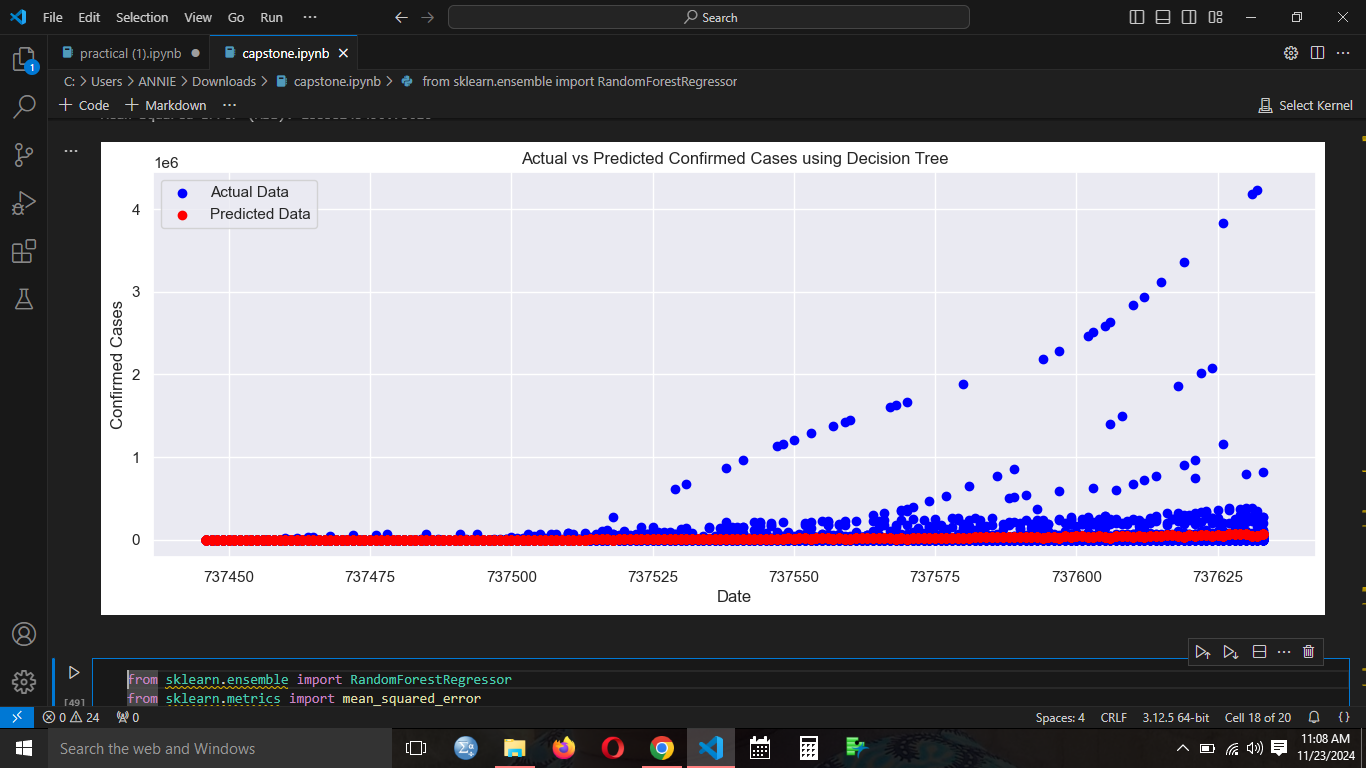 File Edit Selection View Go Run ··· Search
practical (1).ipynb capstone.ipynb
C: > Users > ANNIE > Downloads > capstone.ipynb > from sklearn.ensemble import RandomForestRegressor
+ Code + Markdown ··· Select Kernel
Actual vs Predicted Confirmed Cases using Decision Tree
1e6
Actual Data
Predicted Data
4
3
2
1
0
Confirmed Cases
737450 737475 737500 737525 737550 737575 737600 737625
Date
from sklearn.ensemble import RandomForestRegressor
[49]
from sklearn.metrics import mean_squared_error
0 24 0 Spaces: 4 CRLF 3.12.5 64-bit Cell 18 of 20
Search the web and Windows
11:08 AM
11/23/2024
1